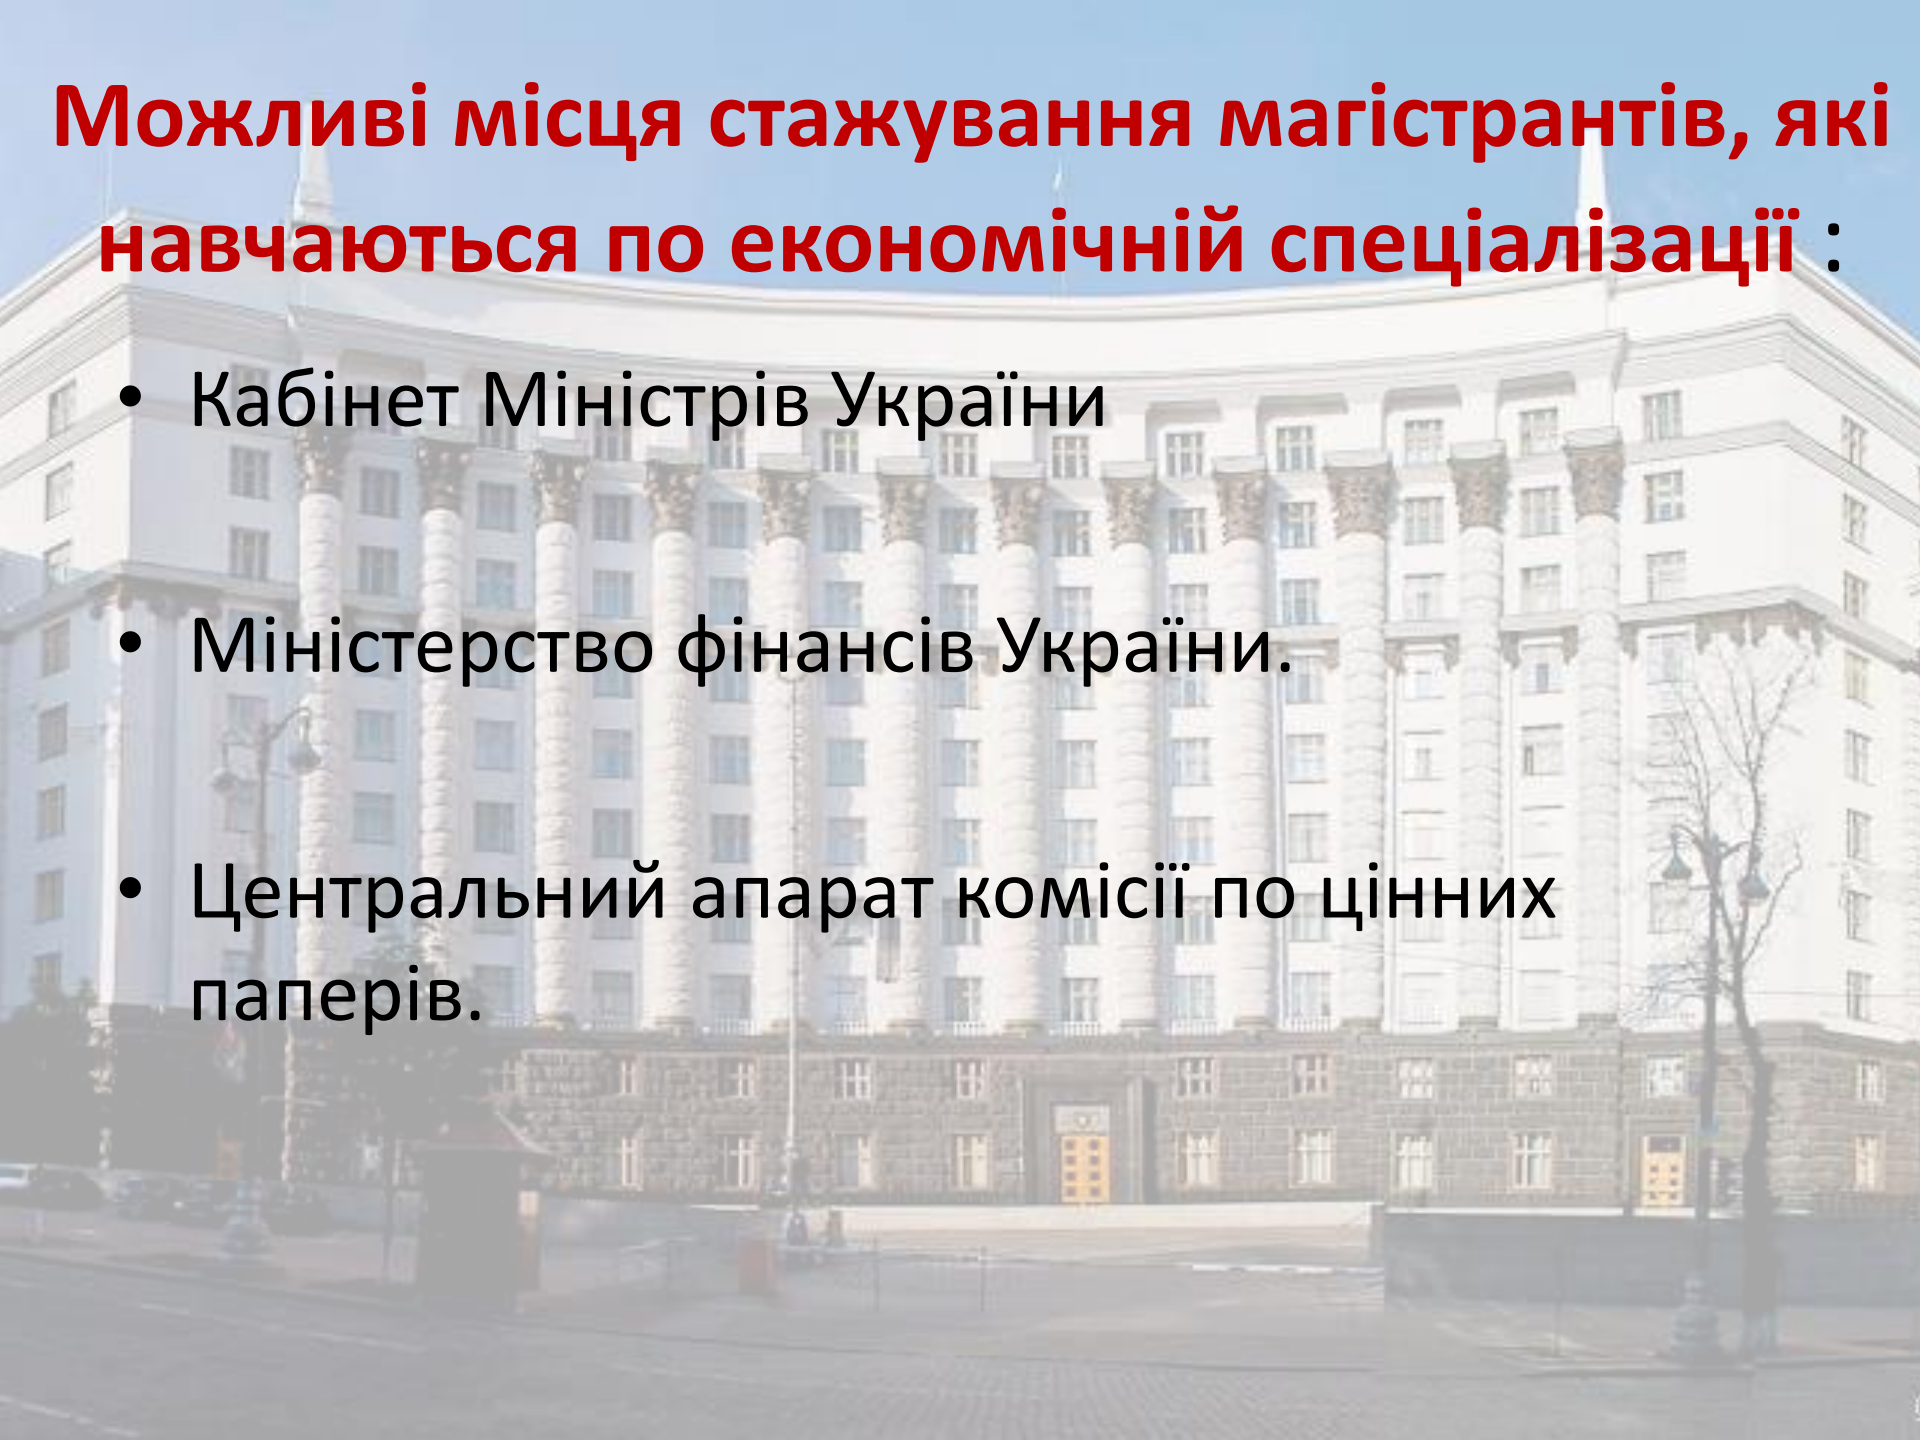 Можливі місця стажування магістрантів, які
навчаються по економічній спеціалізації :
• Кабінет Міністрів України
• Міністерство фінансів України.
• Центральний апарат комісії по цінних
паперів.